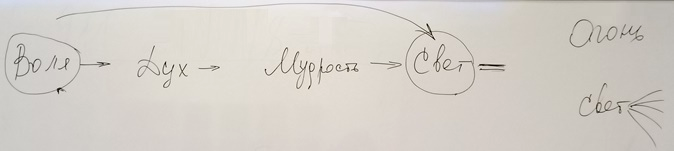 Огонь
Воля → Дух → Мудрость → Свет =
Свет